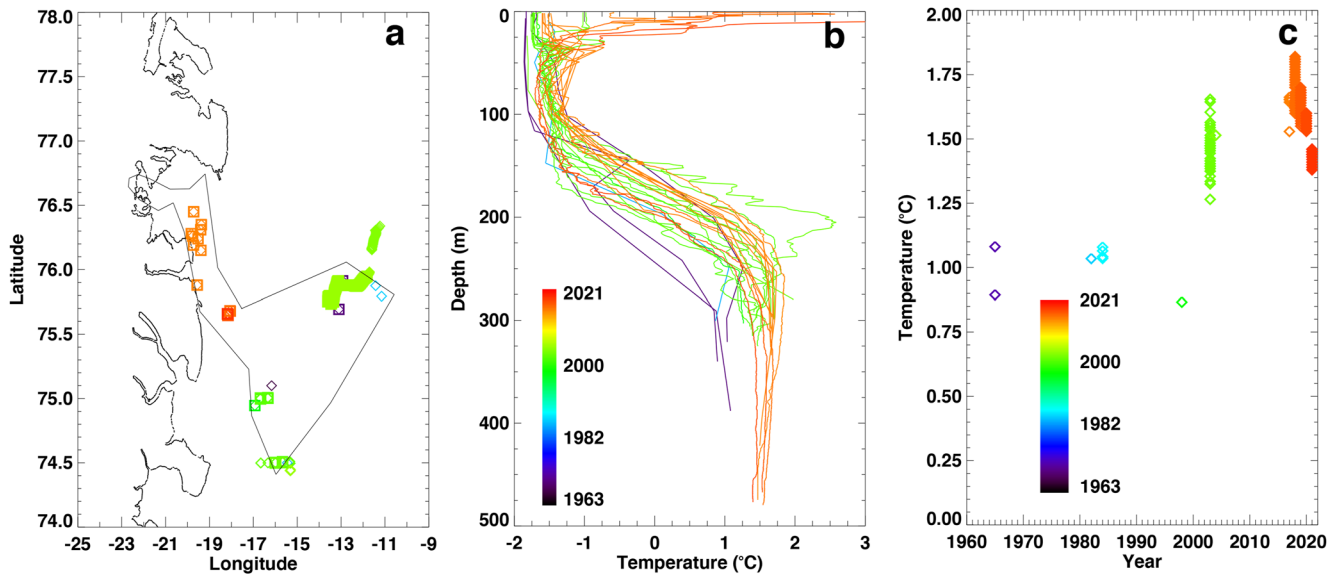 a
78.0
77.5
77.0
76.5
76.0
75.5
75.0
74.5
74.0
Latitude
-25 -23 -21 -19 -17 -15 -13 -11 -9
Longitude
b
0
100
200
300
400
500
Depth (m)
2021
2000
1982
1963
-2 -1 0 1 2 3
Temperature (°C)
c
2.00
1.75
1.50
1.25
1.00
0.75
0.50
0.25
0.00
Temperature (°C)
2021
2000
1982
1963
1960 1970 1980 1990 2000 2010 2020
Year